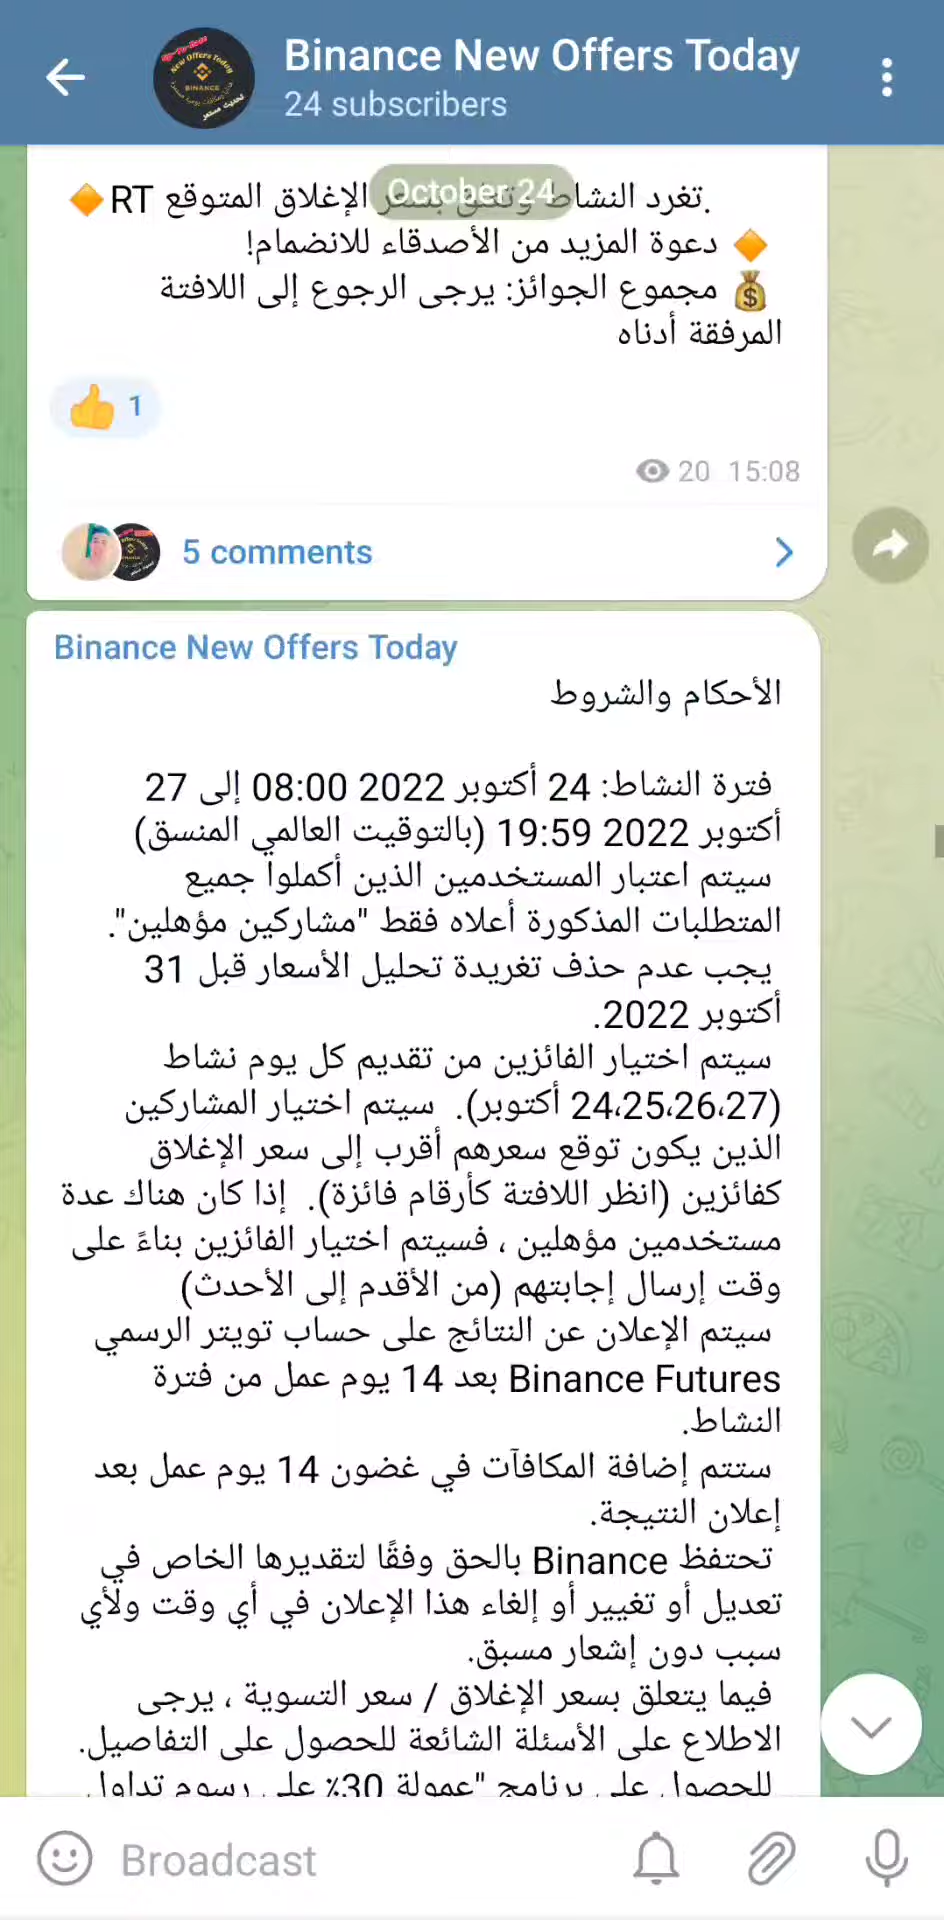 Binance New Offers Today
24 subscribers
October 24
🔶RT تغرد النشاط الإغلاق المتوقع.
🔶 دعوة المزيد من الأصدقاء للانضمام!
💰 مجموع الجوائز: يرجى الرجوع إلى اللافتة
المرفقة أدناه
👍 1
20 15:08
5 comments
Binance New Offers Today
الأحكام والشروط
فترة النشاط: 24 أكتوبر 2022 08:00 إلى 27
أكتوبر 2022 19:59 (بالتوقيت العالمي المنسق)
سيتم اعتبار المستخدمين الذين أكملوا جميع
المتطلبات المذكورة أعلاه فقط "مشاركين مؤهلين".
يجب عدم حذف تغريدة تحليل الأسعار قبل 31
أكتوبر 2022.
سيتم اختيار الفائزين من تقديم كل يوم نشاط
(24،25،26،27 أكتوبر). سيتم اختيار المشاركين
الذين يكون توقع سعرهم أقرب إلى سعر الإغلاق
كفائزين (انظر اللافتة كأرقام فائزة). إذا كان هناك عدة
مستخدمين مؤهلين ، فسيتم اختيار الفائزين بناءً على
وقت إرسال إجابتهم (من الأقدم إلى الأحدث)
سيتم الإعلان عن النتائج على حساب تويتر الرسمي
Binance Futures بعد 14 يوم عمل من فترة
النشاط.
ستتم إضافة المكافآت في غضون 14 يوم عمل بعد
إعلان النتيجة.
تحتفظ Binance بالحق وفقًا لتقديرها الخاص في
تعديل أو تغيير أو إلغاء هذا الإعلان في أي وقت ولأي
سبب دون إشعار مسبق.
فيما يتعلق بسعر الإغلاق / سعر التسوية ، يرجى
الاطلاع على الأسئلة الشائعة للحصول على التفاصيل.
للحصول على برنامج "عمولة 30٪ على رسوم تداول
Broadcast